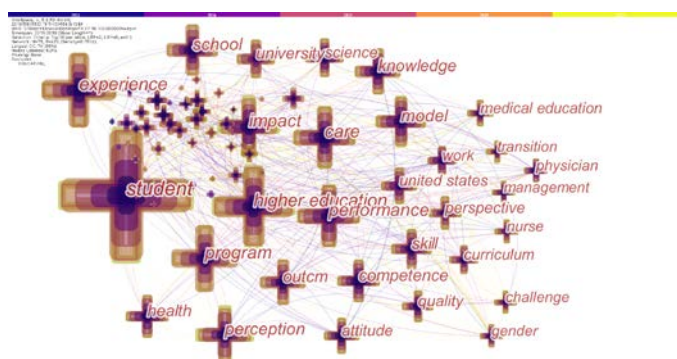 school
university
science
knowledge
experience
impact
care
model
medical education
work
transition
physician
student
united states
management
higher education
performance
perspective
nurse
skill
program
curriculum
outcm
competence
quality
challenge
health
perception
attitude
gender